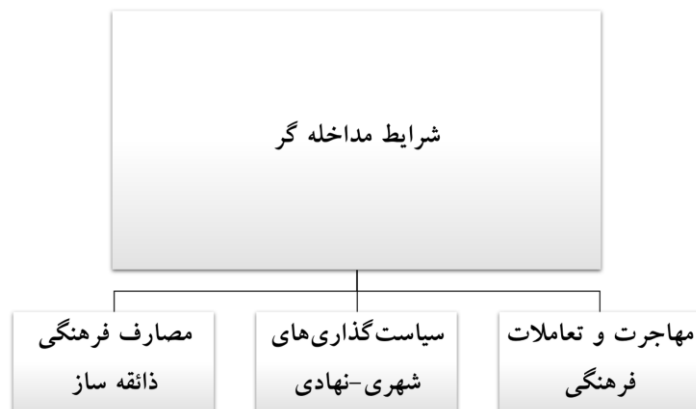 شرایط مداخله گر
مهاجرت و تعاملات
فرهنگی
سیاست‌گذاری‌های
شهری-نهادی
مصارف فرهنگی
ذائقه ساز